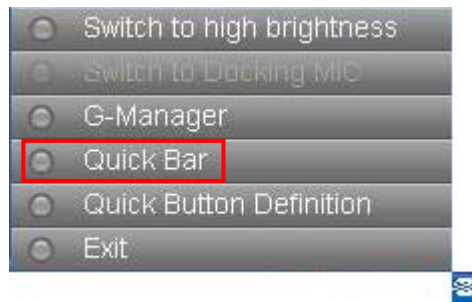 Switch to high brightness
Switch to Docking MIC
G-Manager
Quick Bar
Quick Button Definition
Exit